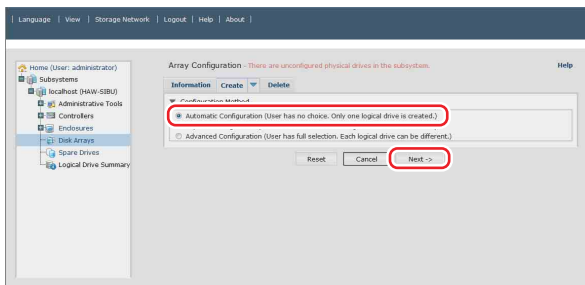 | Language | View | Storage Network | Logout | Help | About |
Home (User: administrator)
Subsystems
localhost (HAW-SIBU)
Administrative Tools
Controllers
Enclosures
Disk Arrays
Spare Drives
Logical Drive Summary
Array Configuration - There are unconfigured physical drives in the subsystem.
Help
Information Create Delete
Configuration Method
Automatic Configuration (User has no choice. Only one logical drive is created.)
Advanced Configuration (User has full selection. Each logical drive can be different.)
Reset Cancel Next ->